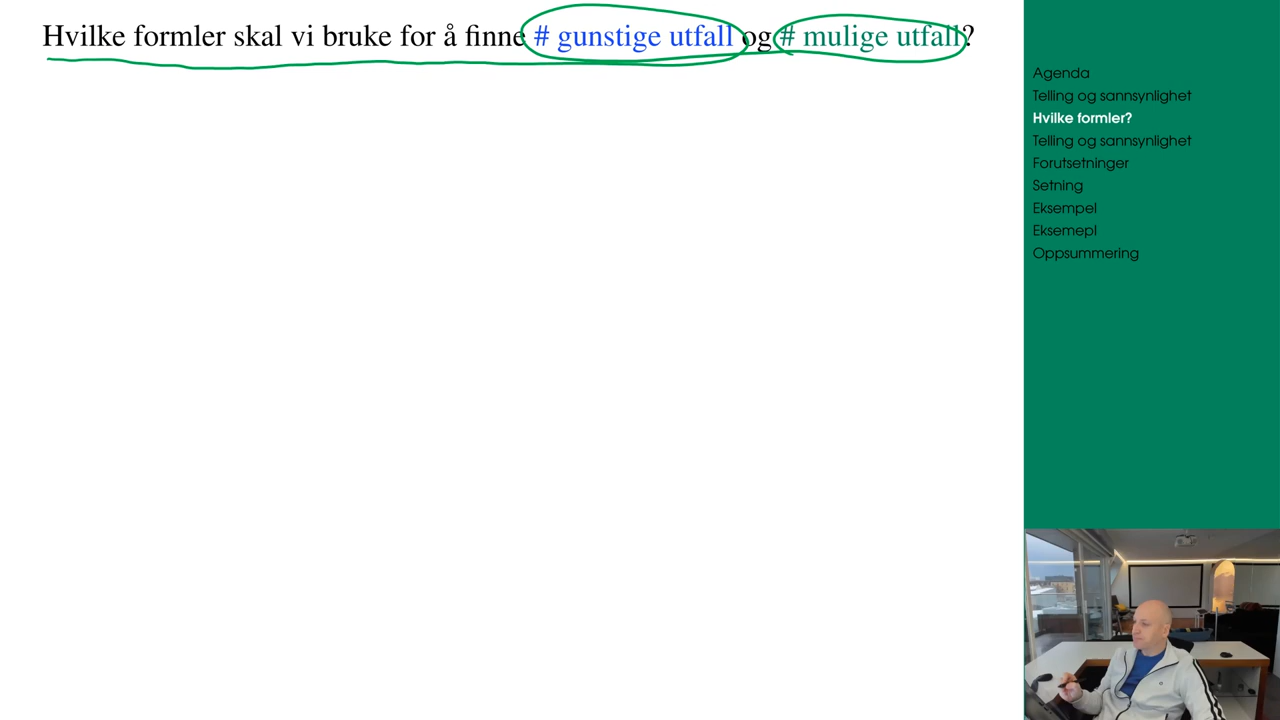 Hvilke formler skal vi bruke for å finne # gunstige utfall og # mulige utfall?
Agenda
Telling og sannsynlighet
Hvilke formler?
Telling og sannsynlighet
Forutsetninger
Setning
Eksempel
Eksemepl
Oppsummering